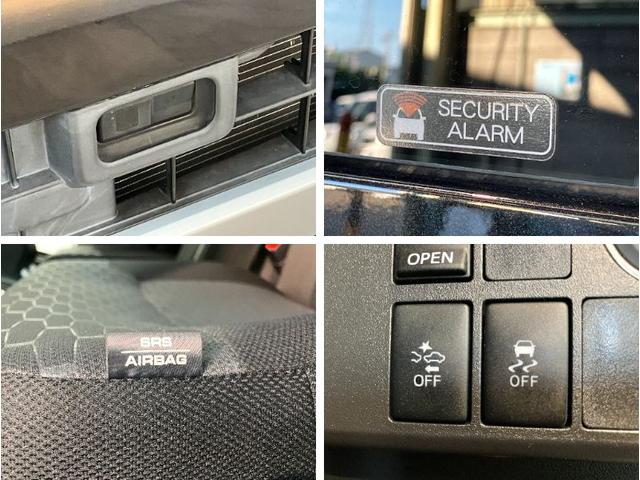 SECURITY
ALARM
SRS
AIRBAG
OPEN
OFF
OFF